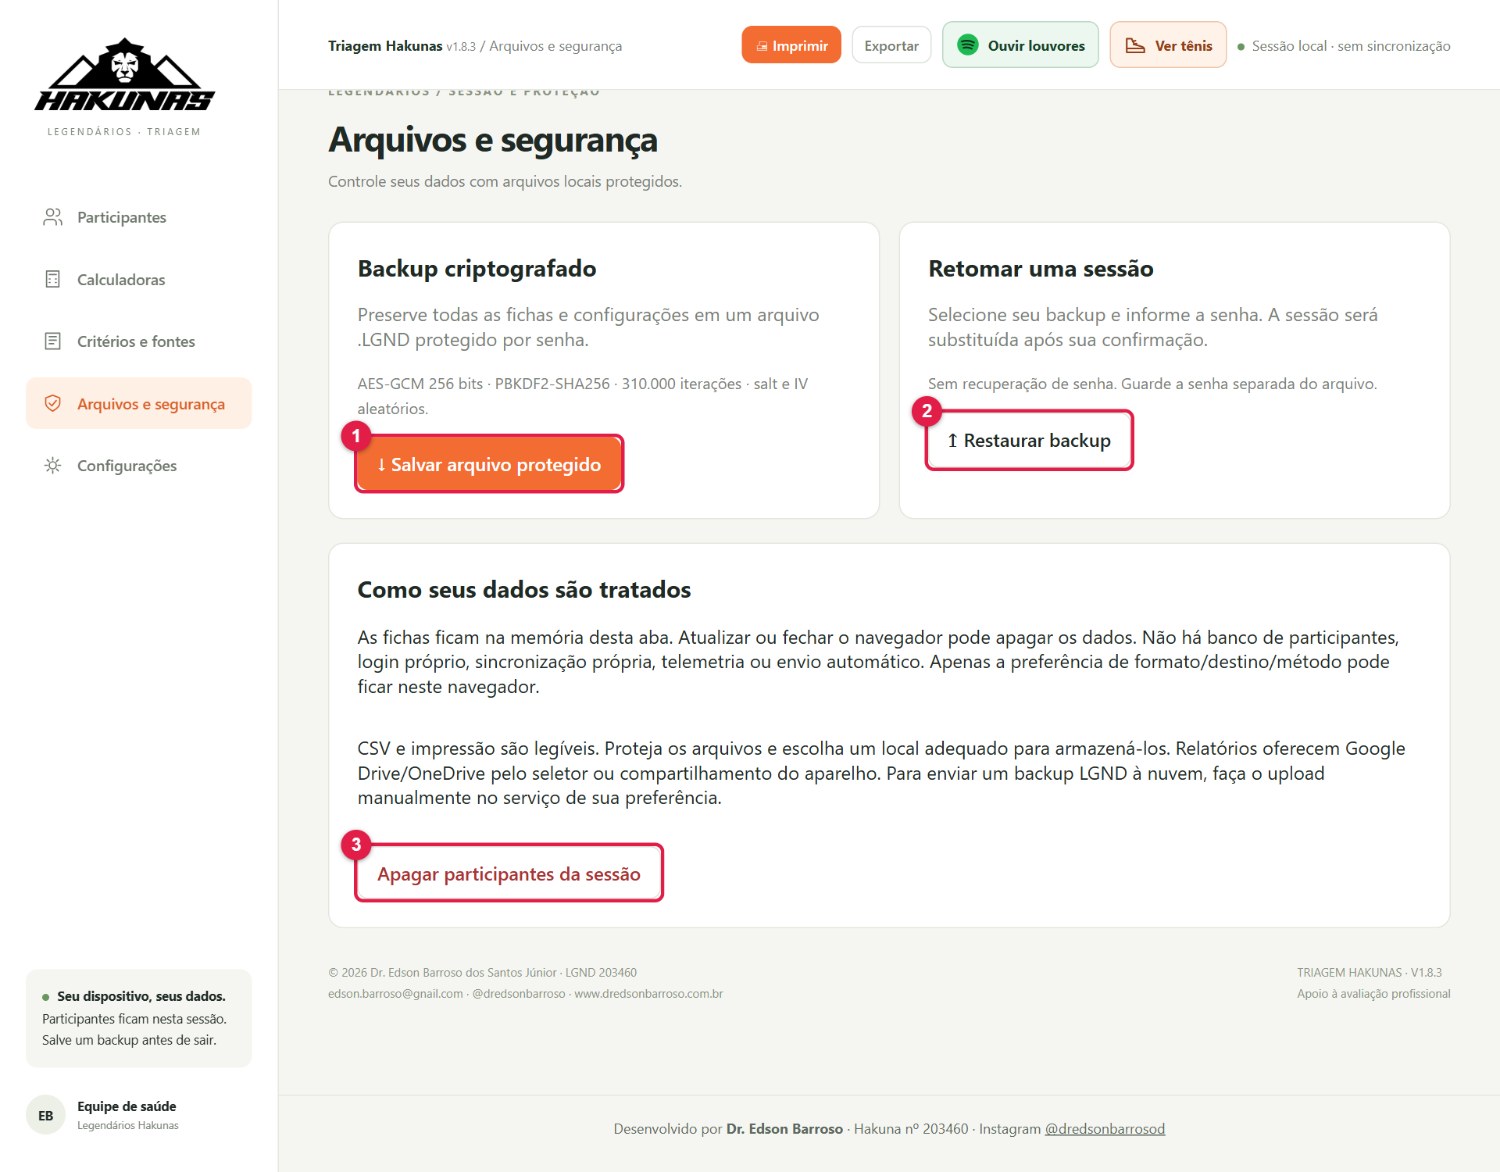 HAKUNAS
LEGENDÁRIOS · TRIAGEM
Participantes
Calculadoras
Critérios e fontes
Arquivos e segurança
Configurações
Seu dispositivo, seus dados.
Participantes ficam nesta sessão.
Salve um backup antes de sair.
EB
Equipe de saúde
Legendários Hakunas
Triagem Hakunas v1.8.3 / Arquivos e segurança
Imprimir
Exportar
Ouvir louvores
Ver tênis
Sessão local · sem sincronização
LEGENDÁRIOS / SESSÃO E PROTEÇÃO
Arquivos e segurança
Controle seus dados com arquivos locais protegidos.
Backup criptografado
Preserve todas as fichas e configurações em um arquivo
.LGND protegido por senha.
AES-GCM 256 bits · PBKDF2-SHA256 · 310.000 iterações · salt e IV
aleatórios.
1
↓ Salvar arquivo protegido
Retomar uma sessão
Selecione seu backup e informe a senha. A sessão será
substituída após sua confirmação.
Sem recuperação de senha. Guarde a senha separada do arquivo.
2
↑ Restaurar backup
Como seus dados são tratados
As fichas ficam na memória desta aba. Atualizar ou fechar o navegador pode apagar os dados. Não há banco de participantes,
login próprio, sincronização própria, telemetria ou envio automático. Apenas a preferência de formato/destino/método pode
ficar neste navegador.
CSV e impressão são legíveis. Proteja os arquivos e escolha um local adequado para armazená-los. Relatórios oferecem Google
Drive/OneDrive pelo seletor ou compartilhamento do aparelho. Para enviar um backup LGND à nuvem, faça o upload
manualmente no serviço de sua preferência.
3
Apagar participantes da sessão
© 2026 Dr. Edson Barroso dos Santos Júnior · LGND 203460
edson.barroso@gnail.com · @dredsonbarroso · www.dredsonbarroso.com.br
TRIAGEM HAKUNAS · V1.8.3
Apoio à avaliação profissional
Desenvolvido por Dr. Edson Barroso · Hakuna nº 203460 · Instagram @dredsonbarrosod